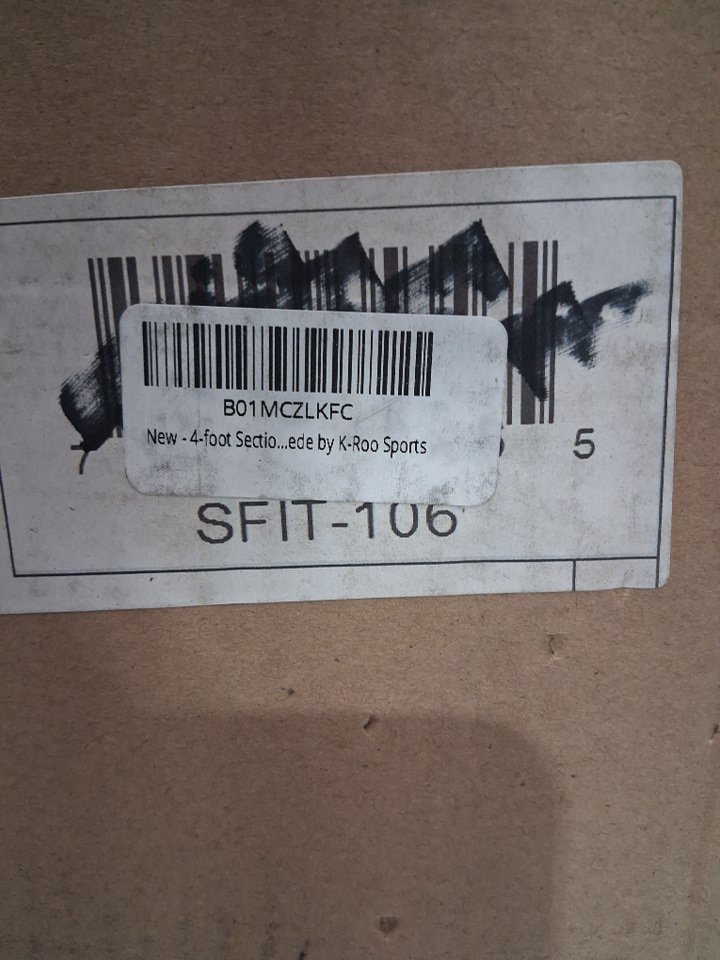 B01MCZLKFC
New - 4-foot Sectio...ede by K-Roo Sports
5
SFIT-106